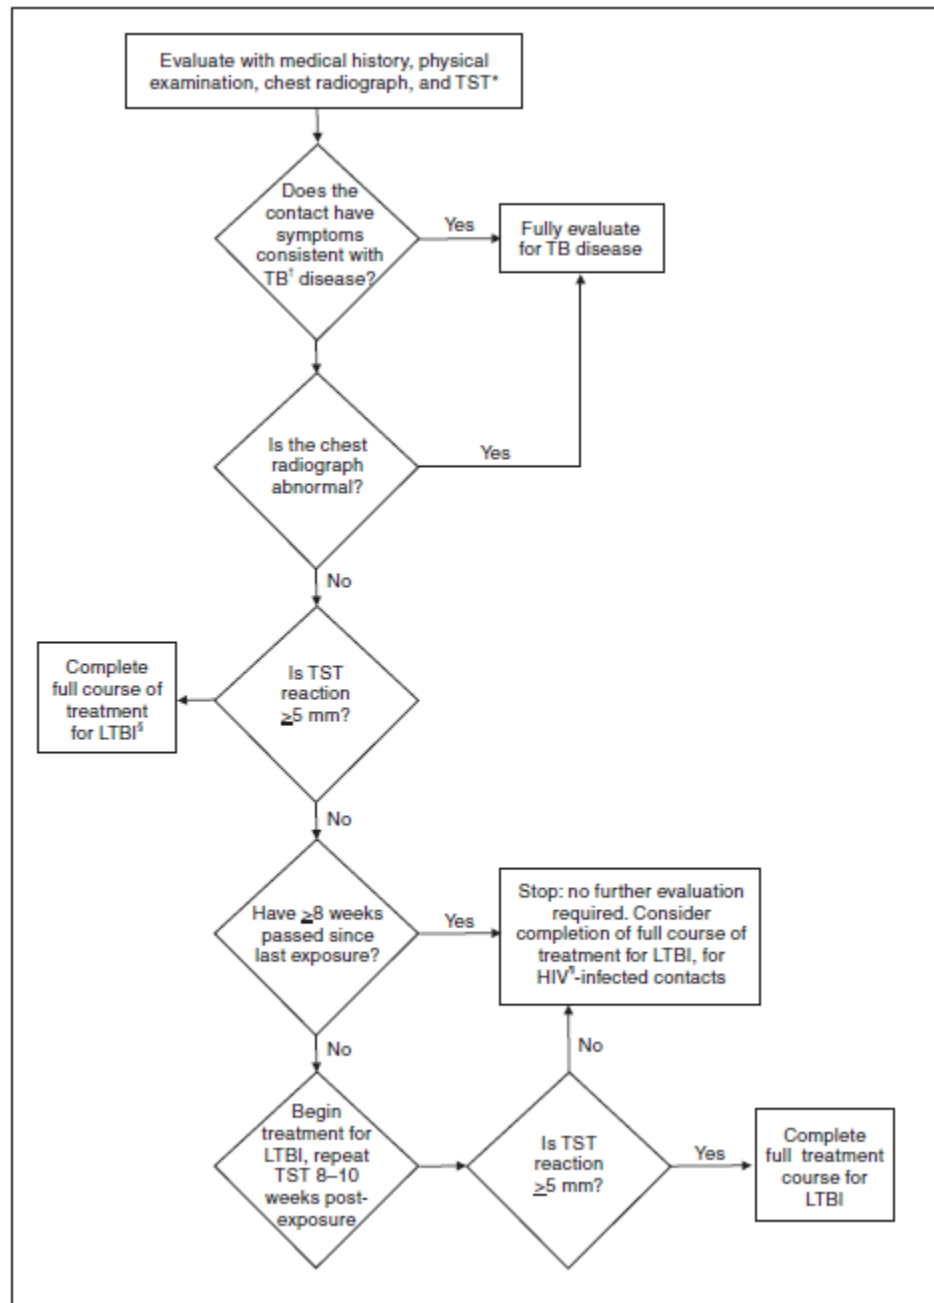 Evaluate with medical history, physical
examination, chest radiograph, and TST*
Does the
contact have
symptoms
consistent with
TB† disease?
Yes
Fully evaluate
for TB disease
Is the chest
radiograph
abnormal?
Yes
No
Complete
full course of
treatment
for LTBI§
Is TST
reaction
≥5 mm?
No
Have ≥8 weeks
passed since
last exposure?
Yes
Stop: no further evaluation
required. Consider
completion of full course of
treatment for LTBI, for
HIV¶-infected contacts
No
No
Begin
treatment for
LTBI, repeat
TST 8–10
weeks post-
exposure
Is TST
reaction
≥5 mm?
Yes
Complete
full treatment
course for
LTBI